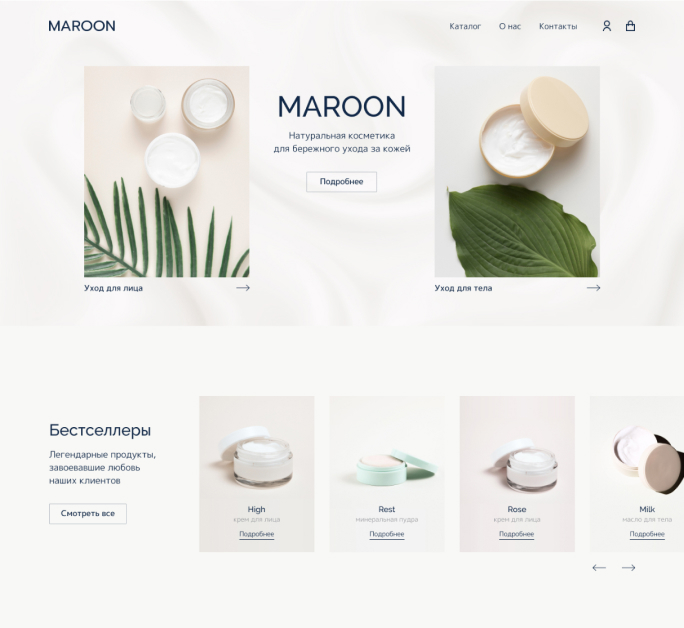 MAROON
Каталог
О нас
Контакты
MAROON
Натуральная косметика
для бережного ухода за кожей
Подробнее
Уход для лица
Уход для тела
Бестселлеры
Легендарные продукты,
завоевавшие любовь
наших клиентов
Смотреть все
High
крем для лица
Подробнее
Rest
минеральная пудра
Подробнее
Rose
крем для лица
Подробнее
Milk
масло для тела
Подробнее